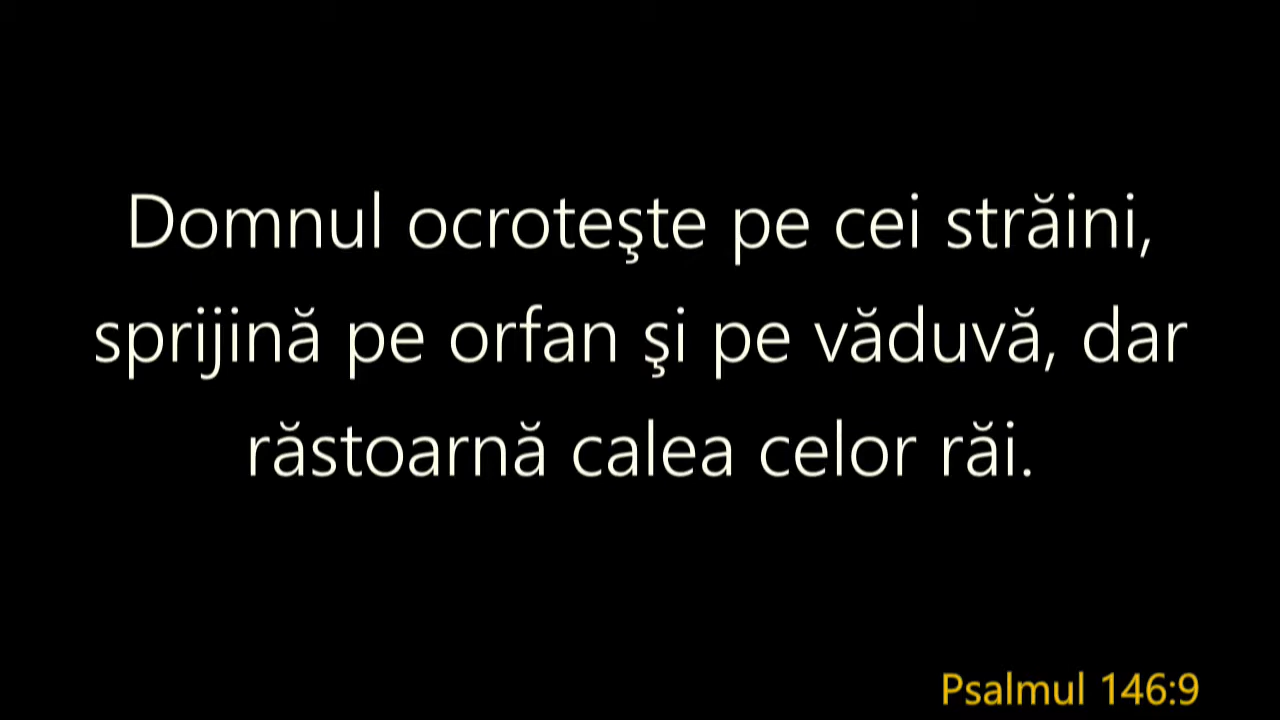 Domnul ocroteşte pe cei străini,
sprijină pe orfan şi pe văduvă, dar
răstoarnă calea celor răi.
Psalmul 146:9